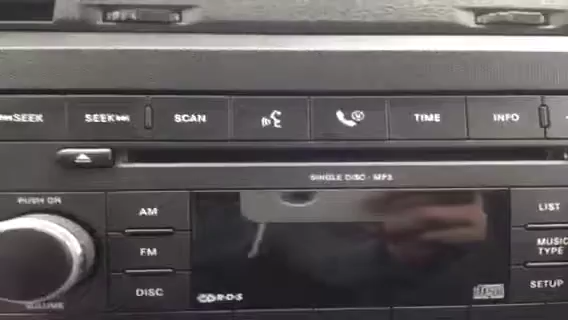 SEEK SEEK SCAN TIME INFO
SINGLE DISC - MP3
PUSH ON
AM
FM
DISC
VOLUME
R·D·S
LIST
MUSIC
TYPE
SETUP